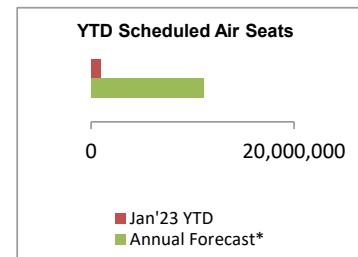 YTD Scheduled Air Seats
0 20,000,000
Jan'23 YTD
Annual Forecast*